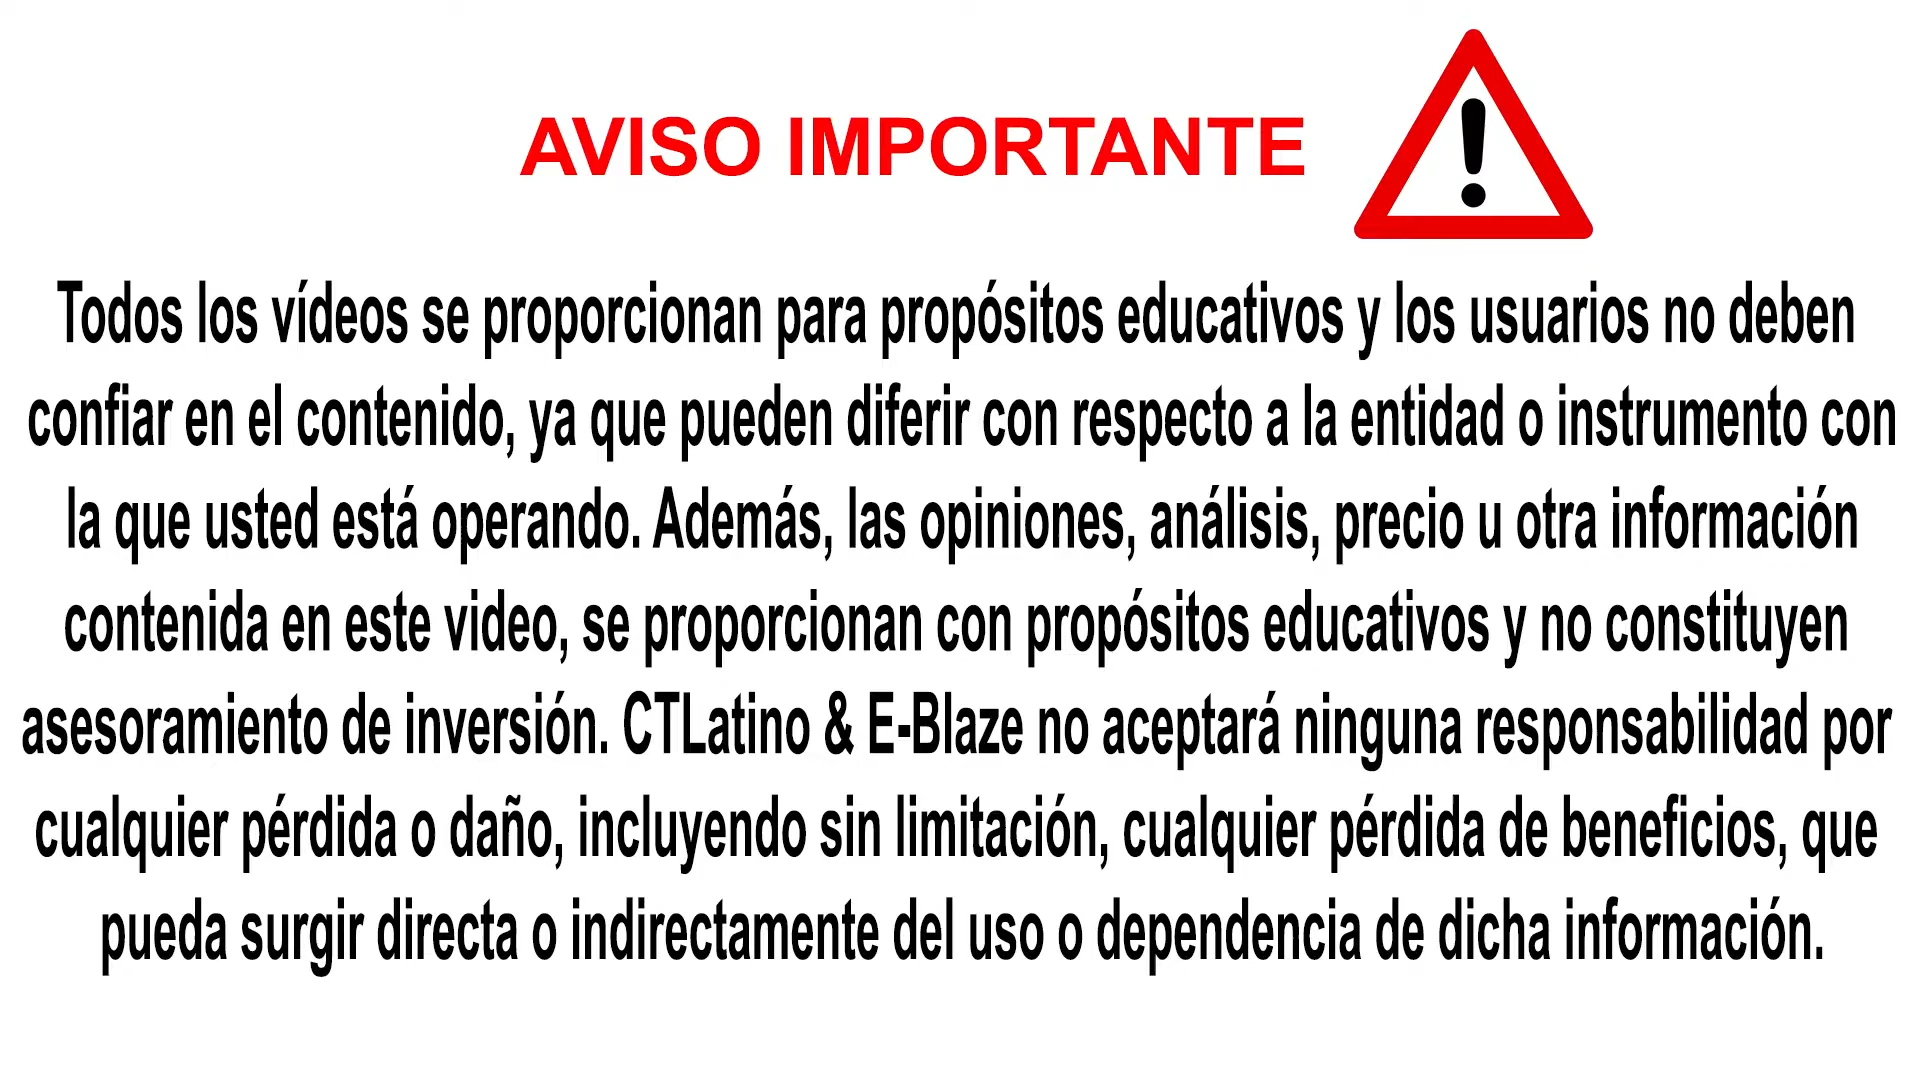 AVISO IMPORTANTE
Todos los vídeos se proporcionan para propósitos educativos y los usuarios no deben
confiar en el contenido, ya que pueden diferir con respecto a la entidad o instrumento con
la que usted está operando. Además, las opiniones, análisis, precio u otra información
contenida en este video, se proporcionan con propósitos educativos y no constituyen
asesoramiento de inversión. CTLatino & E-Blaze no aceptará ninguna responsabilidad por
cualquier pérdida o daño, incluyendo sin limitación, cualquier pérdida de beneficios, que
pueda surgir directa o indirectamente del uso o dependencia de dicha información.